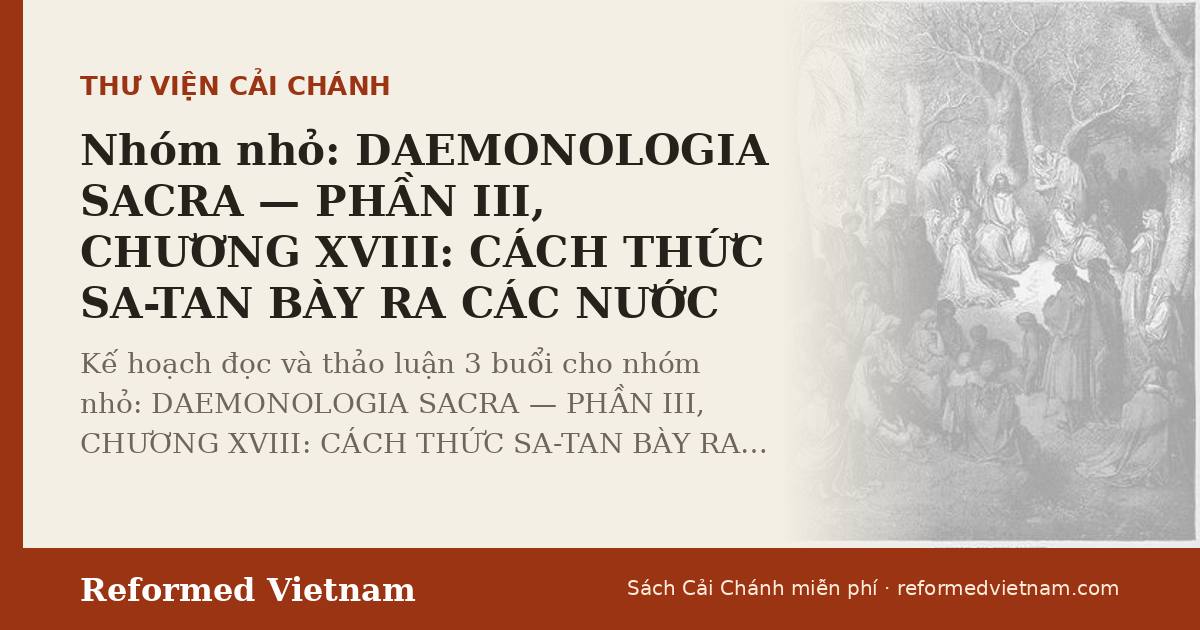 THƯ VIỆN CẢI CHÁNH
Nhóm nhỏ: DAEMONOLOGIA
SACRA — PHẦN III,
CHƯƠNG XVIII: CÁCH THỨC
SA-TAN BÀY RA CÁC NƯỚC
Kế hoạch đọc và thảo luận 3 buổi cho nhóm
nhỏ: DAEMONOLOGIA SACRA — PHẦN III,
CHƯƠNG XVIII: CÁCH THỨC SA-TAN BÀY RA...
Reformed Vietnam
Sách Cải Chánh miễn phí · reformedvietnam.com